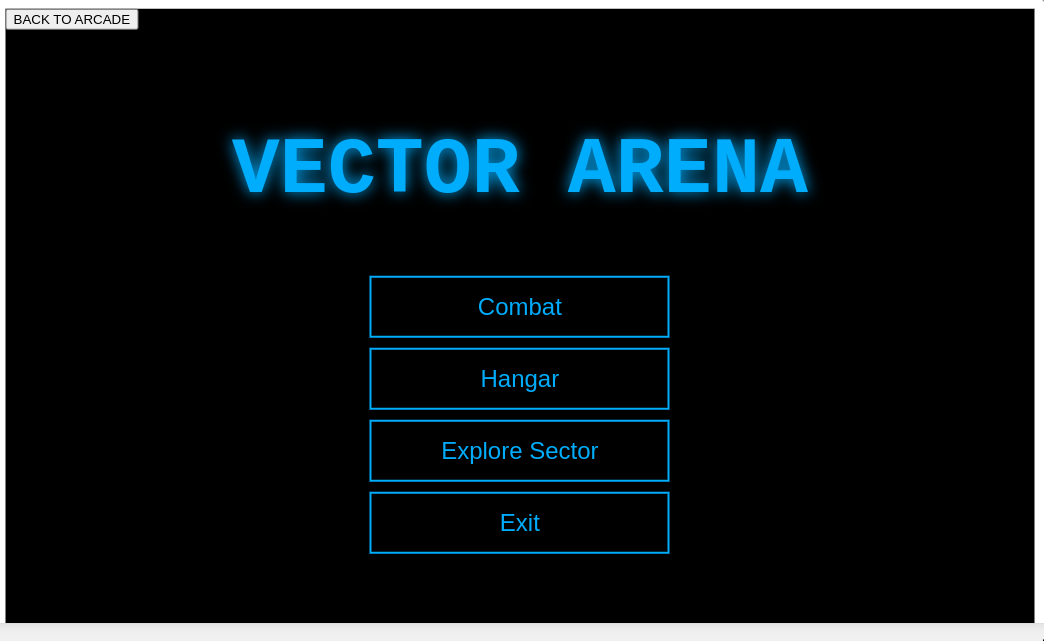 BACK TO ARCADE
VECTOR ARENA
Combat
Hangar
Explore Sector
Exit